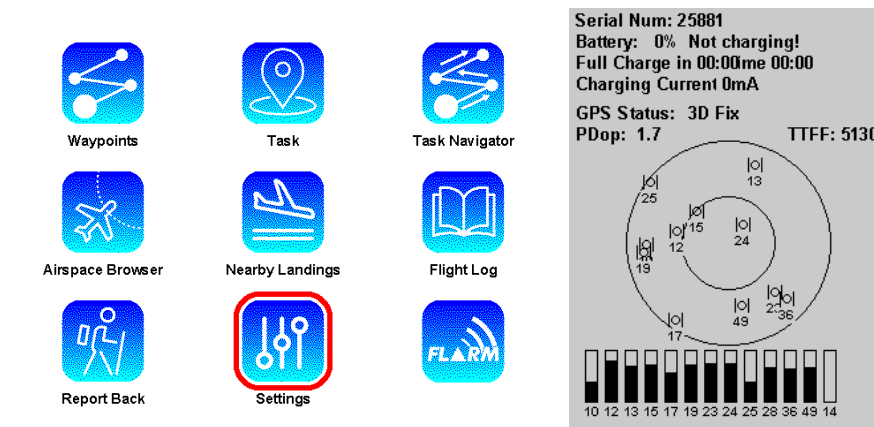 Waypoints
Task
Task Navigator
Airspace Browser
Nearby Landings
Flight Log
Report Back
Settings
FLARM
Serial Num: 25881
Battery: 0% Not charging!
Full Charge in 00:00ime 00:00
Charging Current 0mA
GPS Status: 3D Fix
PDop: 1.7 TTFF: 5130
13
25
15
24
12
19
49
36
17
10 12 13 15 17 19 23 24 25 28 36 49 14